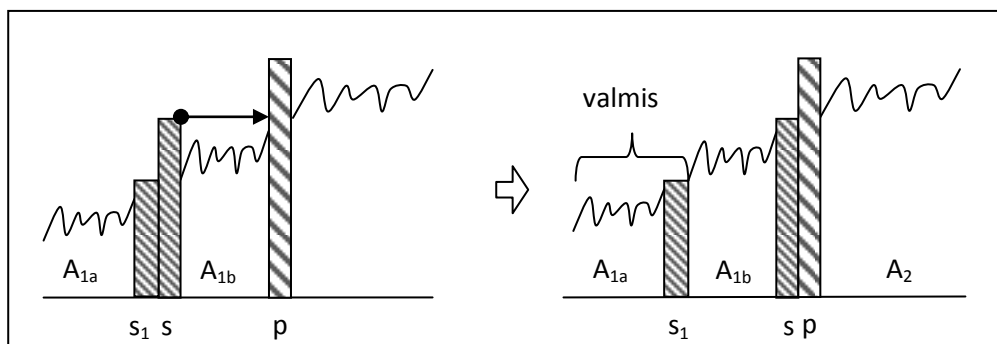 valmis
A₁ₐ A₁b A₁ₐ A₁b A₂
s₁ s p s₁ s p